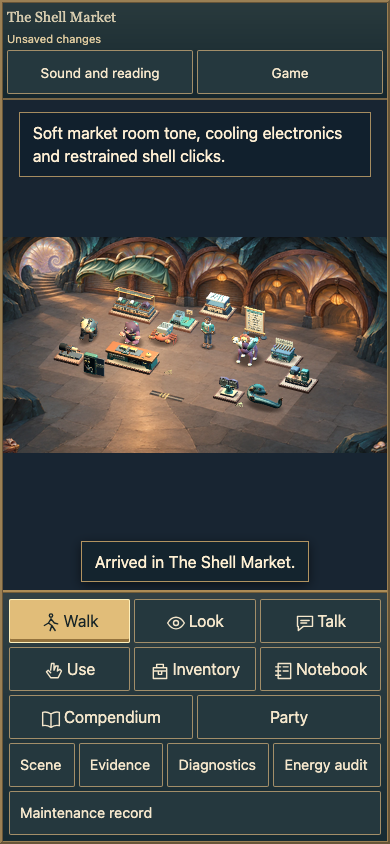 The Shell Market
Unsaved changes
Sound and reading
Game
Soft market room tone, cooling electronics
and restrained shell clicks.
Arrived in The Shell Market.
Walk
Look
Talk
Use
Inventory
Notebook
Compendium
Party
Scene
Evidence
Diagnostics
Energy audit
Maintenance record